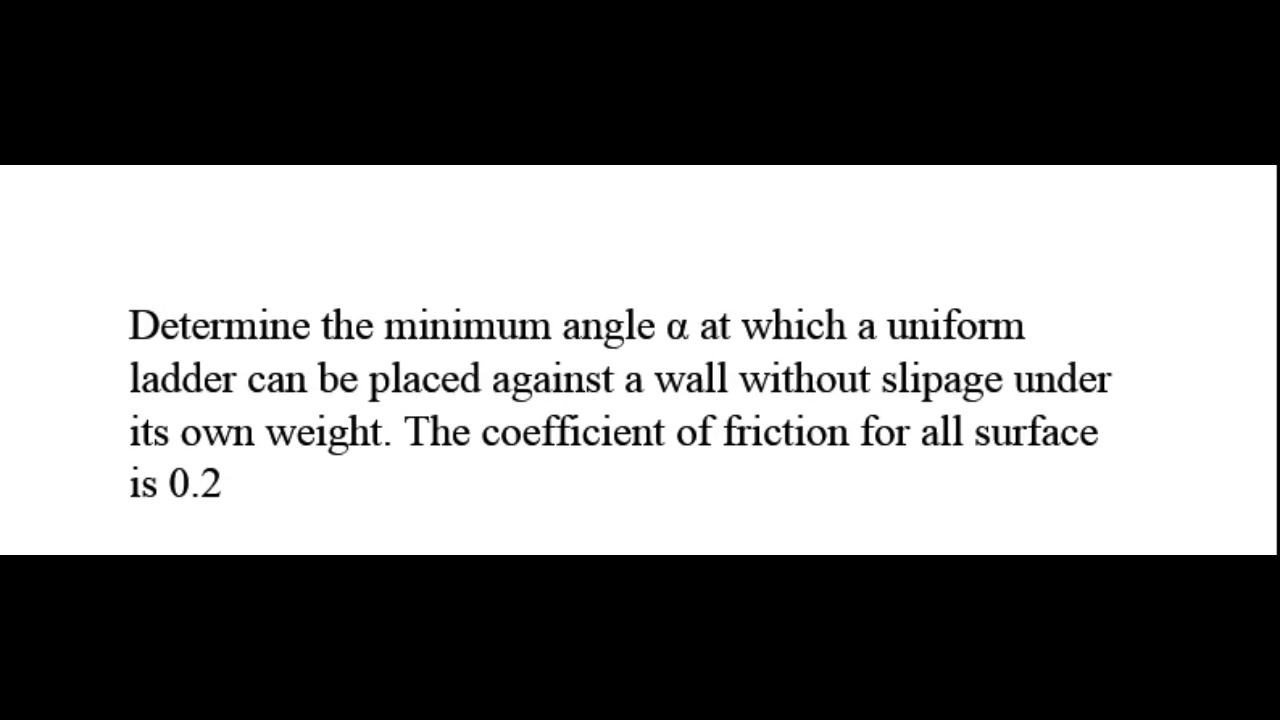 Determine the minimum angle α at which a uniform
ladder can be placed against a wall without slipage under
its own weight. The coefficient of friction for all surface
is 0.2